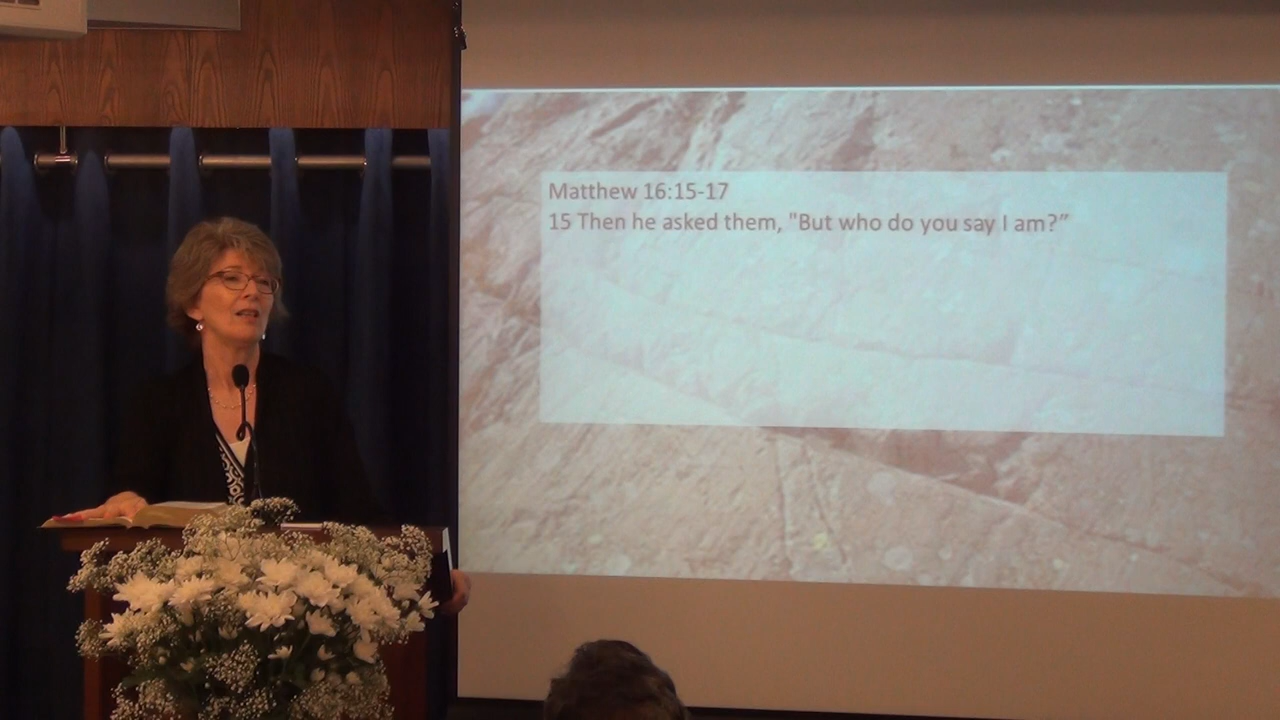 Matthew 16:15-17
15 Then he asked them, "But who do you say I am?”